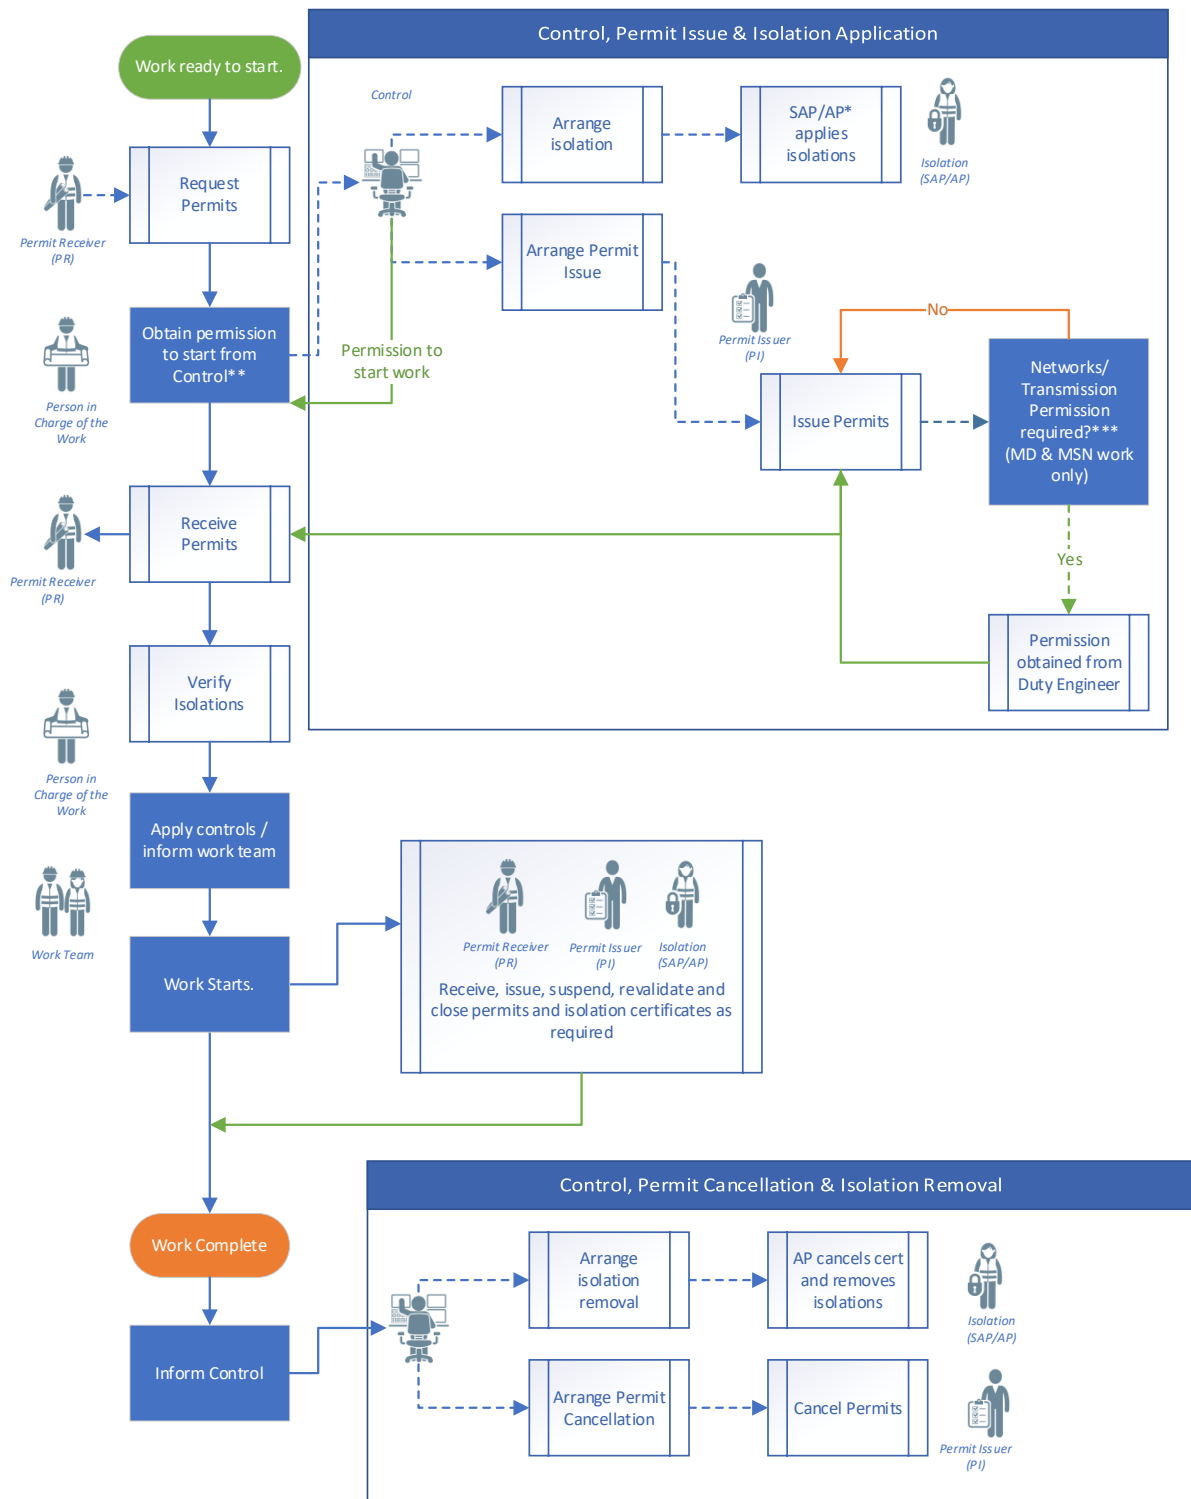 Control, Permit Issue & Isolation Application
Work ready to start.
Control
Arrange
isolation
SAP/AP*
applies
isolations
Isolation
(SAP/AP)
Request
Permits
Permit Receiver
(PR)
Arrange Permit
Issue
Permit Issuer
(PI)
Obtain permission
to start from
Control**
Person in
Charge of the
Work
Permission to
start work
No
Issue Permits
Networks/
Transmission
Permission
required?***
(MD & MSN work
only)
Receive
Permits
Permit Receiver
(PR)
Yes
Permission
obtained from
Duty Engineer
Verify
Isolations
Person in
Charge of the
Work
Apply controls /
inform work team
Work Team
Work Starts.
Permit Receiver
(PR)
Permit Issuer
(PI)
Isolation
(SAP/AP)
Receive, issue, suspend, revalidate and
close permits and isolation certificates as
required
Control, Permit Cancellation & Isolation Removal
Work Complete
Arrange
isolation
removal
AP cancels cert
and removes
isolations
Isolation
(SAP/AP)
Inform Control
Arrange Permit
Cancellation
Cancel Permits
Permit Issuer
(PI)